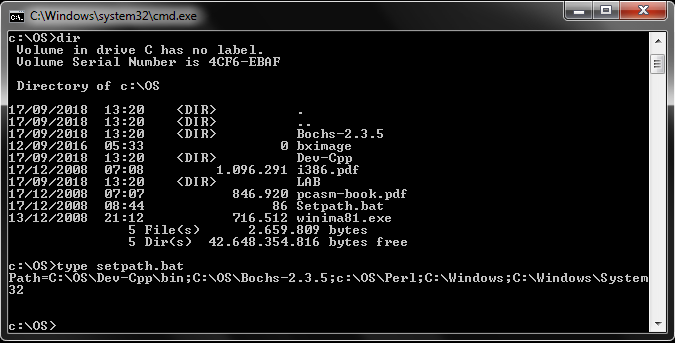 C:\Windows\system32\cmd.exe
c:\OS>dir
 Volume in drive C has no label.
 Volume Serial Number is 4CF6-EBAF

 Directory of c:\OS

17/09/2018  13:20    <DIR>          .
17/09/2018  13:20    <DIR>          ..
17/09/2018  13:20    <DIR>          Bochs-2.3.5
12/09/2016  05:33                 0 bximage
17/09/2018  13:20    <DIR>          Dev-Cpp
17/12/2008  07:08         1.096.291 i386.pdf
17/09/2018  13:20    <DIR>          LAB
17/12/2008  07:07           846.920 pcasm-book.pdf
17/12/2008  08:44                86 Setpath.bat
13/12/2008  21:12           716.512 winima81.exe
               5 File(s)      2.659.809 bytes
               5 Dir(s)  42.648.354.816 bytes free

c:\OS>type setpath.bat
Path=C:\OS\Dev-Cpp\bin;C:\OS\Bochs-2.3.5;c:\OS\Perl;C:\Windows;C:\Windows\System
32

c:\OS>